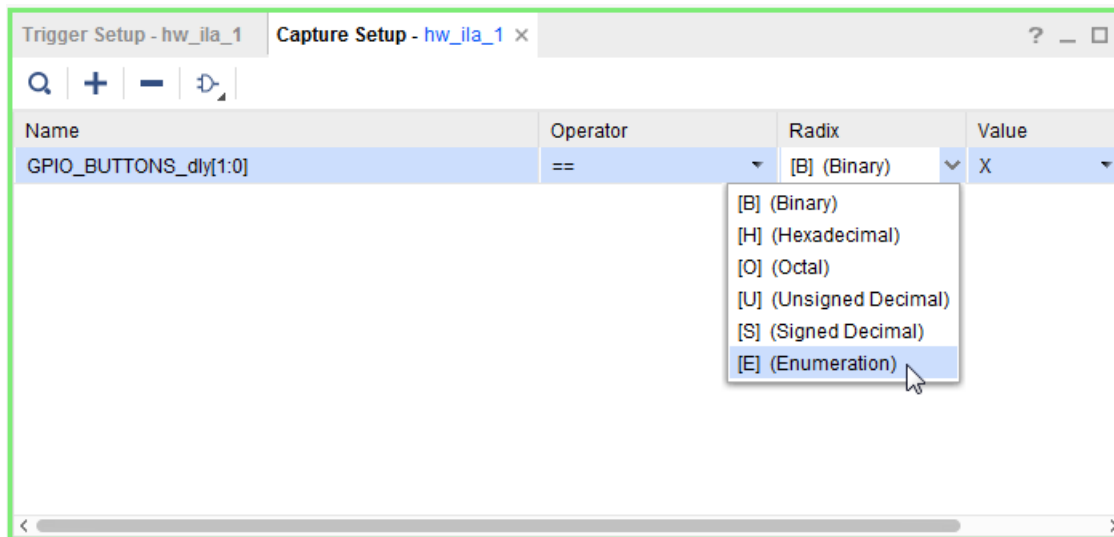 Trigger Setup - hw_ila_1 Capture Setup - hw_ila_1 × ?
Name Operator Radix Value
GPIO_BUTTONS_dly[1:0] == [B] (Binary) X
[B] (Binary)
[H] (Hexadecimal)
[O] (Octal)
[U] (Unsigned Decimal)
[S] (Signed Decimal)
[E] (Enumeration)